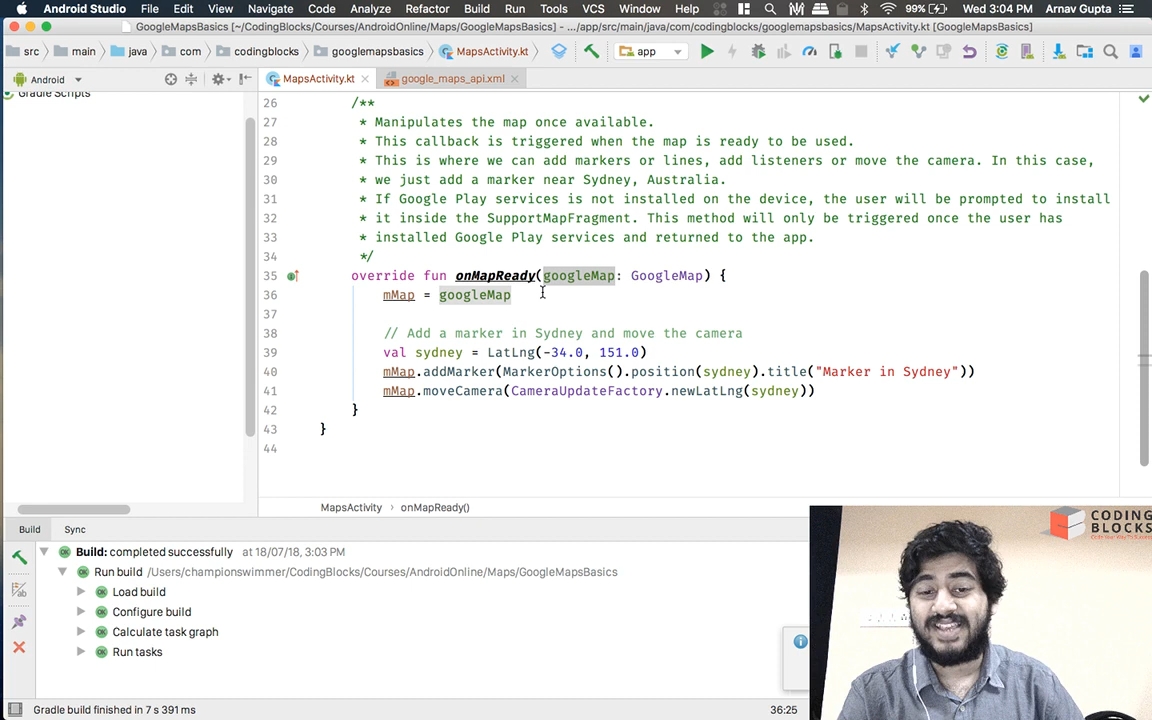 Android Studio File Edit View Navigate Code Analyze Refactor Build Run Tools VCS Window Help 99% Wed 3:04 PM Arnav Gupta
GoogleMapsBasics [~/CodingBlocks/Courses/AndroidOnline/Maps/GoogleMapsBasics] - .../app/src/main/java/com/codingblocks/googlemapsbasics/MapsActivity.kt [GoogleMapsBasics]
src main java com codingblocks googlemapsbasics MapsActivity.kt app
Android MapsActivity.kt google_maps_api.xml
Gradle Scripts
26 /**
27 * Manipulates the map once available.
28 * This callback is triggered when the map is ready to be used.
29 * This is where we can add markers or lines, add listeners or move the camera. In this case,
30 * we just add a marker near Sydney, Australia.
31 * If Google Play services is not installed on the device, the user will be prompted to install
32 * it inside the SupportMapFragment. This method will only be triggered once the user has
33 * installed Google Play services and returned to the app.
34 */
35 override fun onMapReady(googleMap: GoogleMap) {
36 mMap = googleMap
37
38 // Add a marker in Sydney and move the camera
39 val sydney = LatLng(-34.0, 151.0)
40 mMap.addMarker(MarkerOptions().position(sydney).title("Marker in Sydney"))
41 mMap.moveCamera(CameraUpdateFactory.newLatLng(sydney))
42 }
43 }
44
MapsActivity › onMapReady()
Build Sync
Build: completed successfully at 18/07/18, 3:03 PM
Run build /Users/championswimmer/CodingBlocks/Courses/AndroidOnline/Maps/GoogleMapsBasics
Load build
Configure build
Calculate task graph
Run tasks
Gradle build finished in 7 s 391 ms 36:25
CODING
BLOCKS